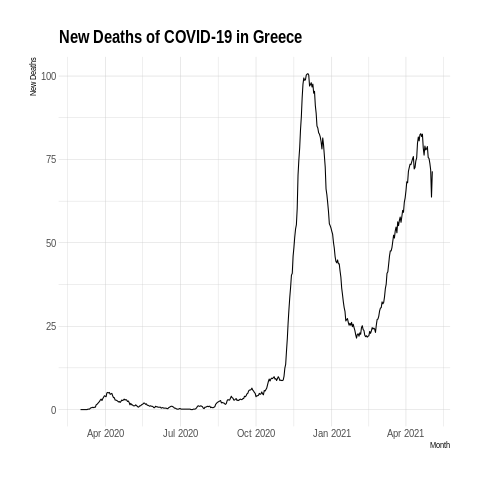 New Deaths of COVID-19 in Greece
New Deaths
100
75
50
25
0
Apr 2020 Jul 2020 Oct 2020 Jan 2021 Apr 2021
Month